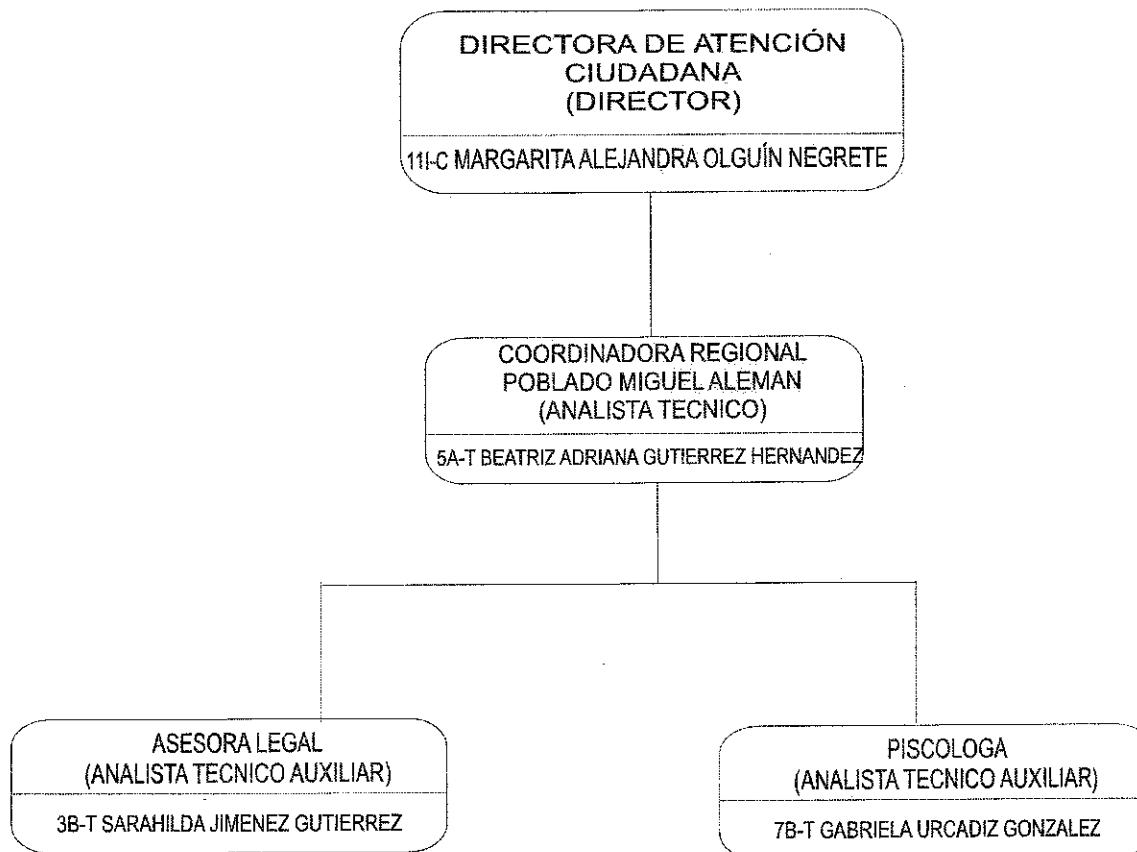 DIRECTORA DE ATENCIÓN
CIUDADANA
(DIRECTOR)
11I-C MARGARITA ALEJANDRA OLGUÍN NEGRETE
COORDINADORA REGIONAL
POBLADO MIGUEL ALEMAN
(ANALISTA TECNICO)
5A-T BEATRIZ ADRIANA GUTIERREZ HERNANDEZ
ASESORA LEGAL
(ANALISTA TECNICO AUXILIAR)
3B-T SARAHILDA JIMENEZ GUTIERREZ
PISCOLOGA
(ANALISTA TECNICO AUXILIAR)
7B-T GABRIELA URCADIZ GONZALEZ